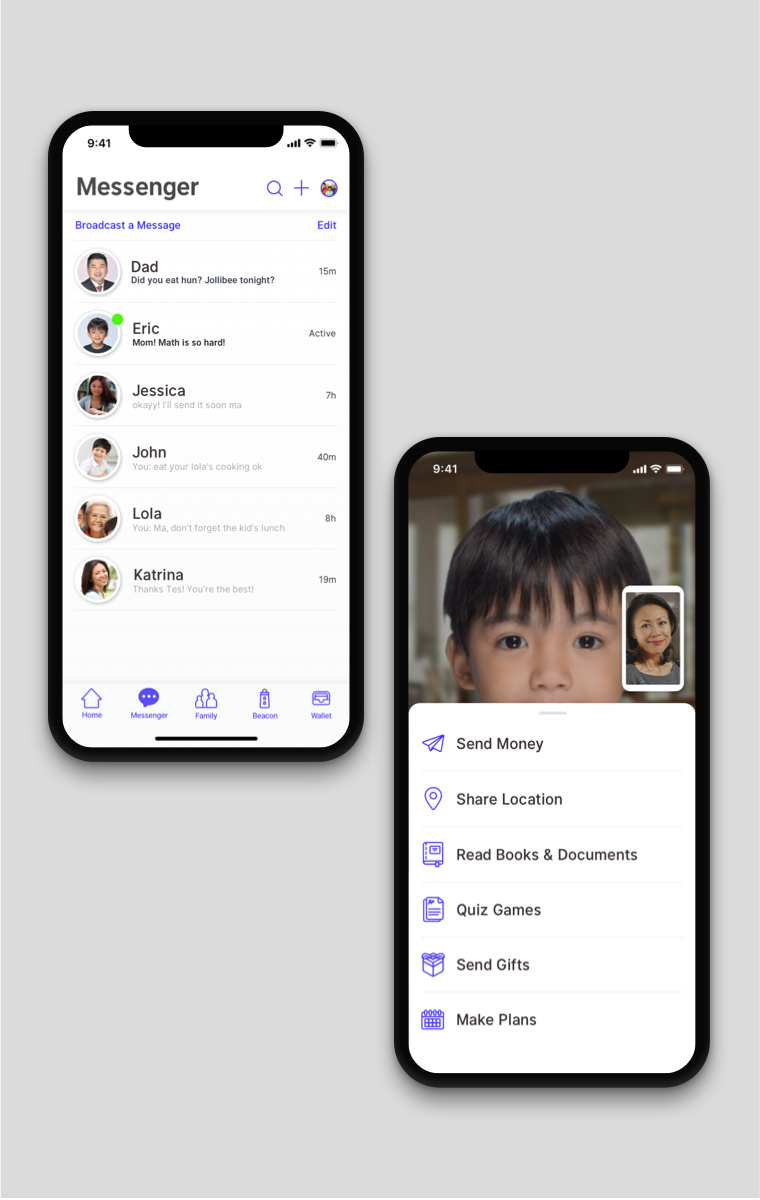 9:41
Messenger
Broadcast a Message Edit
Dad
Did you eat hun? Jollibee tonight?
15m
Eric
Mom! Math is so hard!
Active
Jessica
okayy! I'll send it soon ma
7h
John
You: eat your lola's cooking ok
40m
Lola
You: Ma, don't forget the kid's lunch
8h
Katrina
Thanks Tes! You're the best!
19m
Home Messenger Family Beacon Wallet
9:41
Send Money
Share Location
Read Books & Documents
A+
Quiz Games
Send Gifts
Make Plans